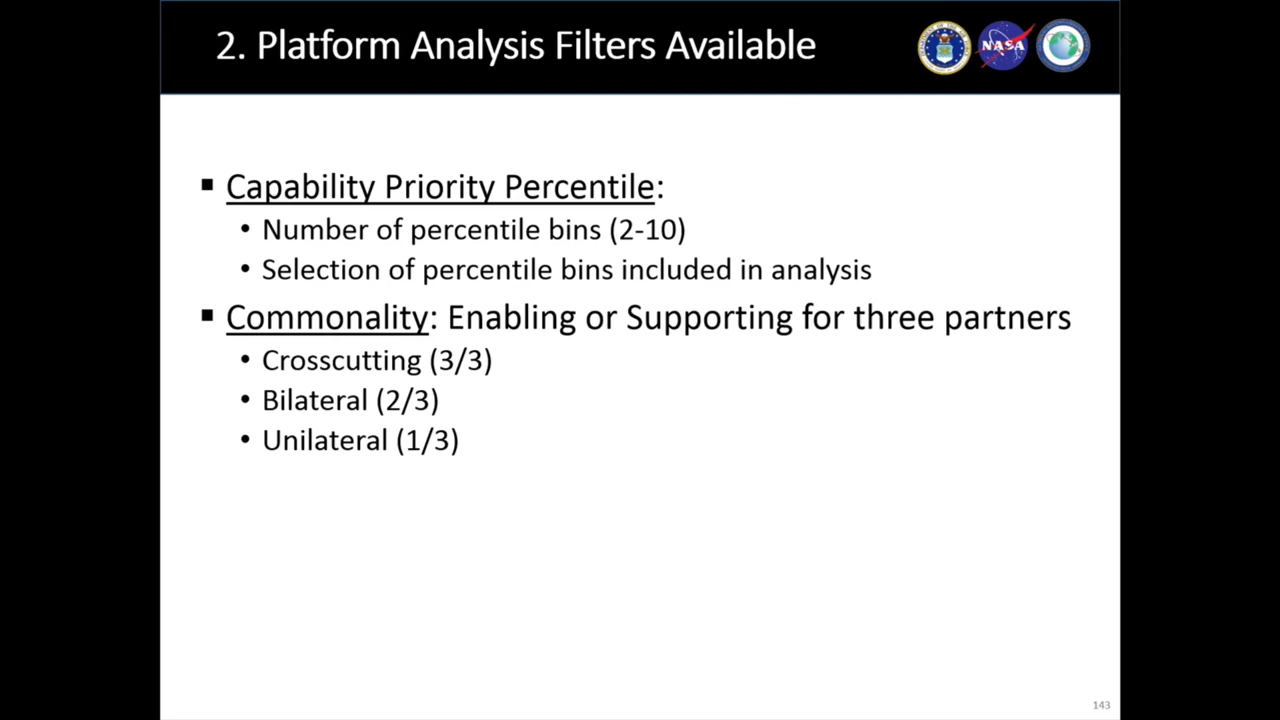 2. Platform Analysis Filters Available
NASA
▪ Capability Priority Percentile:
• Number of percentile bins (2-10)
• Selection of percentile bins included in analysis
▪ Commonality: Enabling or Supporting for three partners
• Crosscutting (3/3)
• Bilateral (2/3)
• Unilateral (1/3)
143